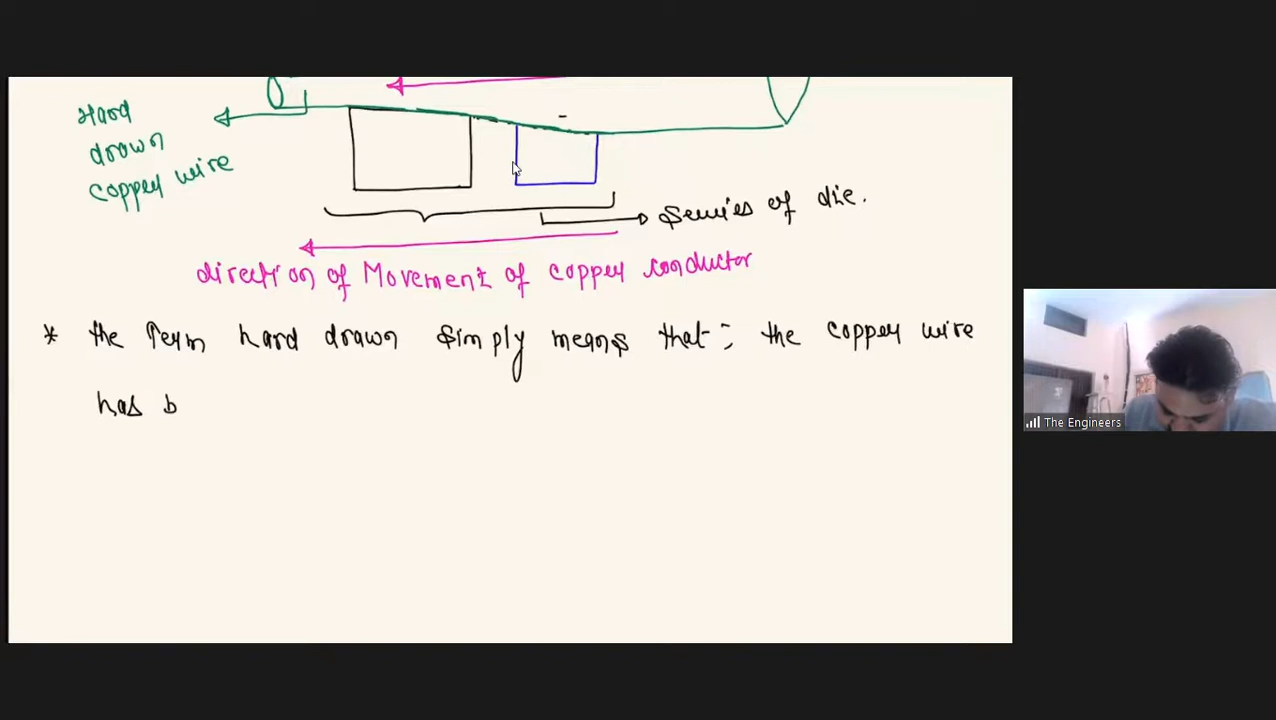 Hard
drawn
copper wire
series of die.
direction of Movement of copper conductor
* the Term hard drawn simply means that :- the copper wire
has b
The Engineers